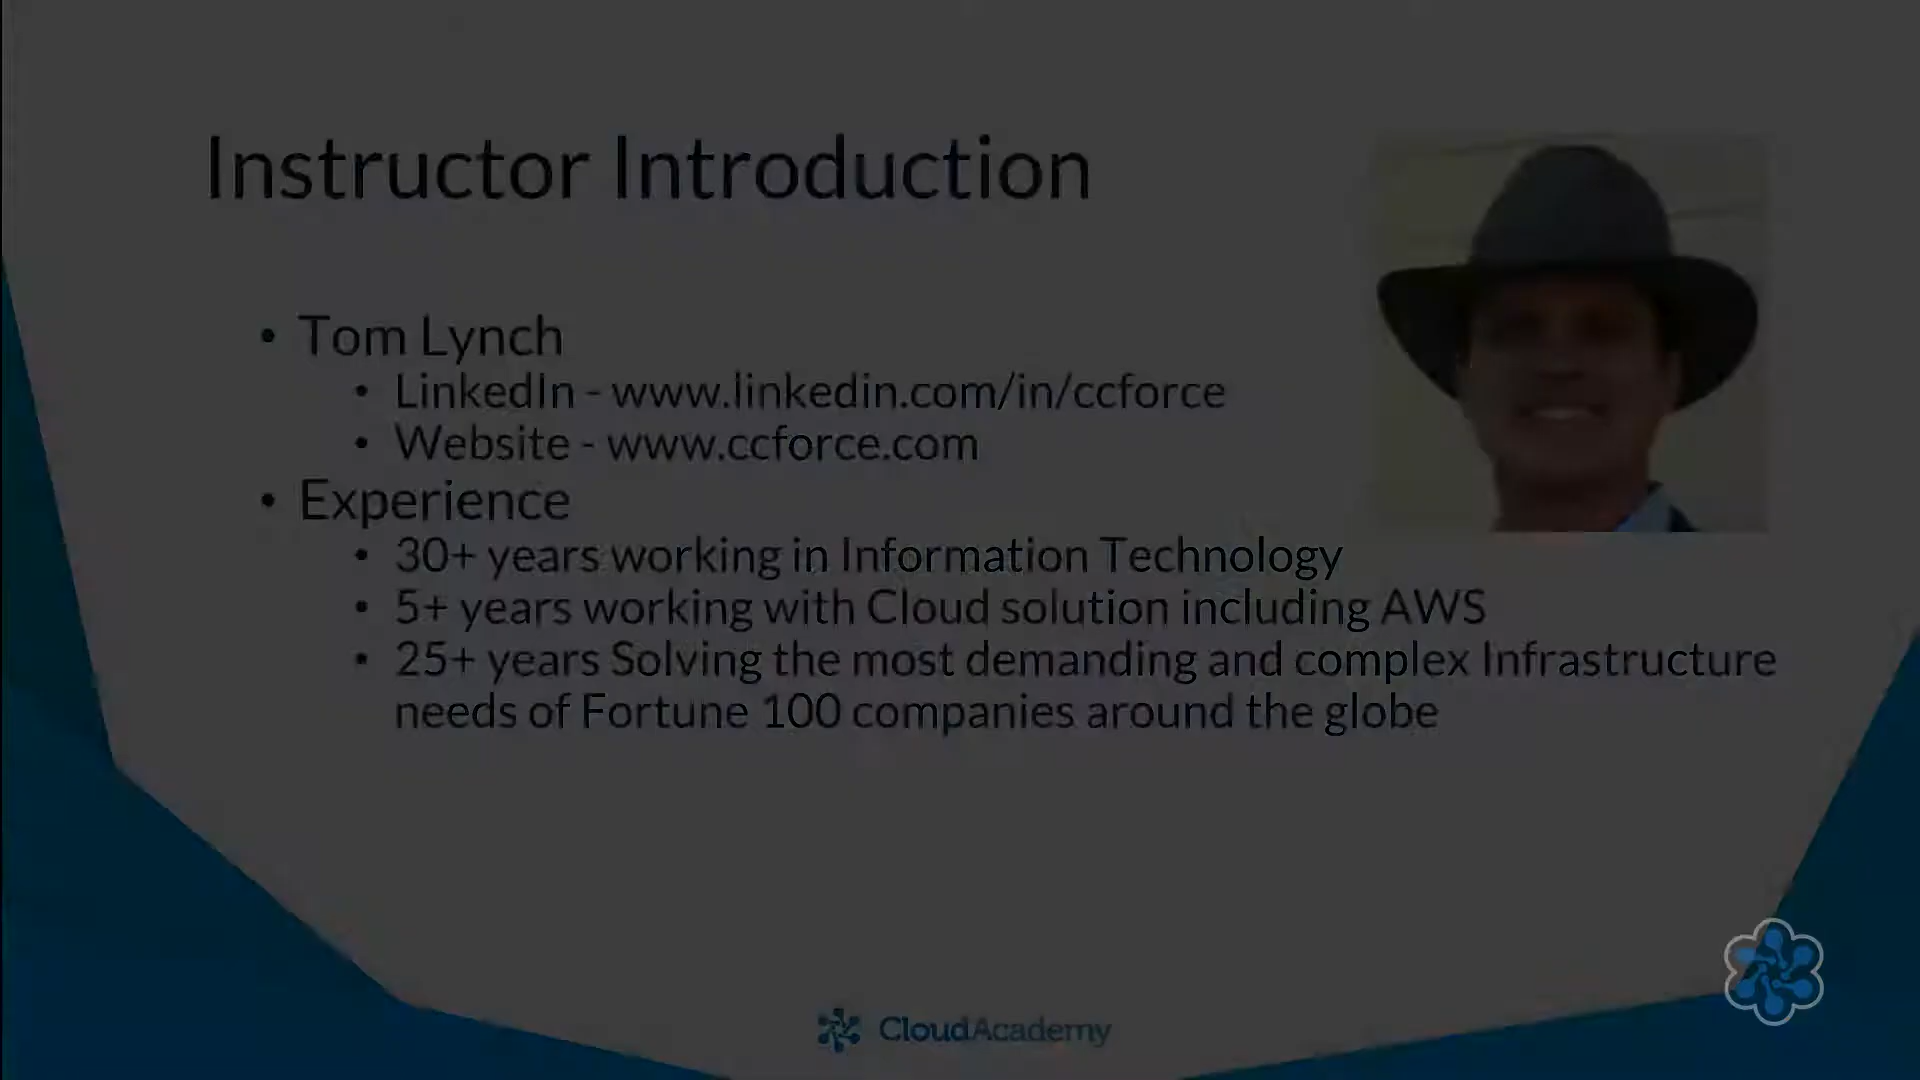 Instructor Introduction
• Tom Lynch
• LinkedIn - www.linkedin.com/in/ccforce
• Website - www.ccforce.com
• Experience
• 30+ years working in Information Technology
• 5+ years working with Cloud solution including AWS
• 25+ years Solving the most demanding and complex Infrastructure
needs of Fortune 100 companies around the globe
CloudAcademy